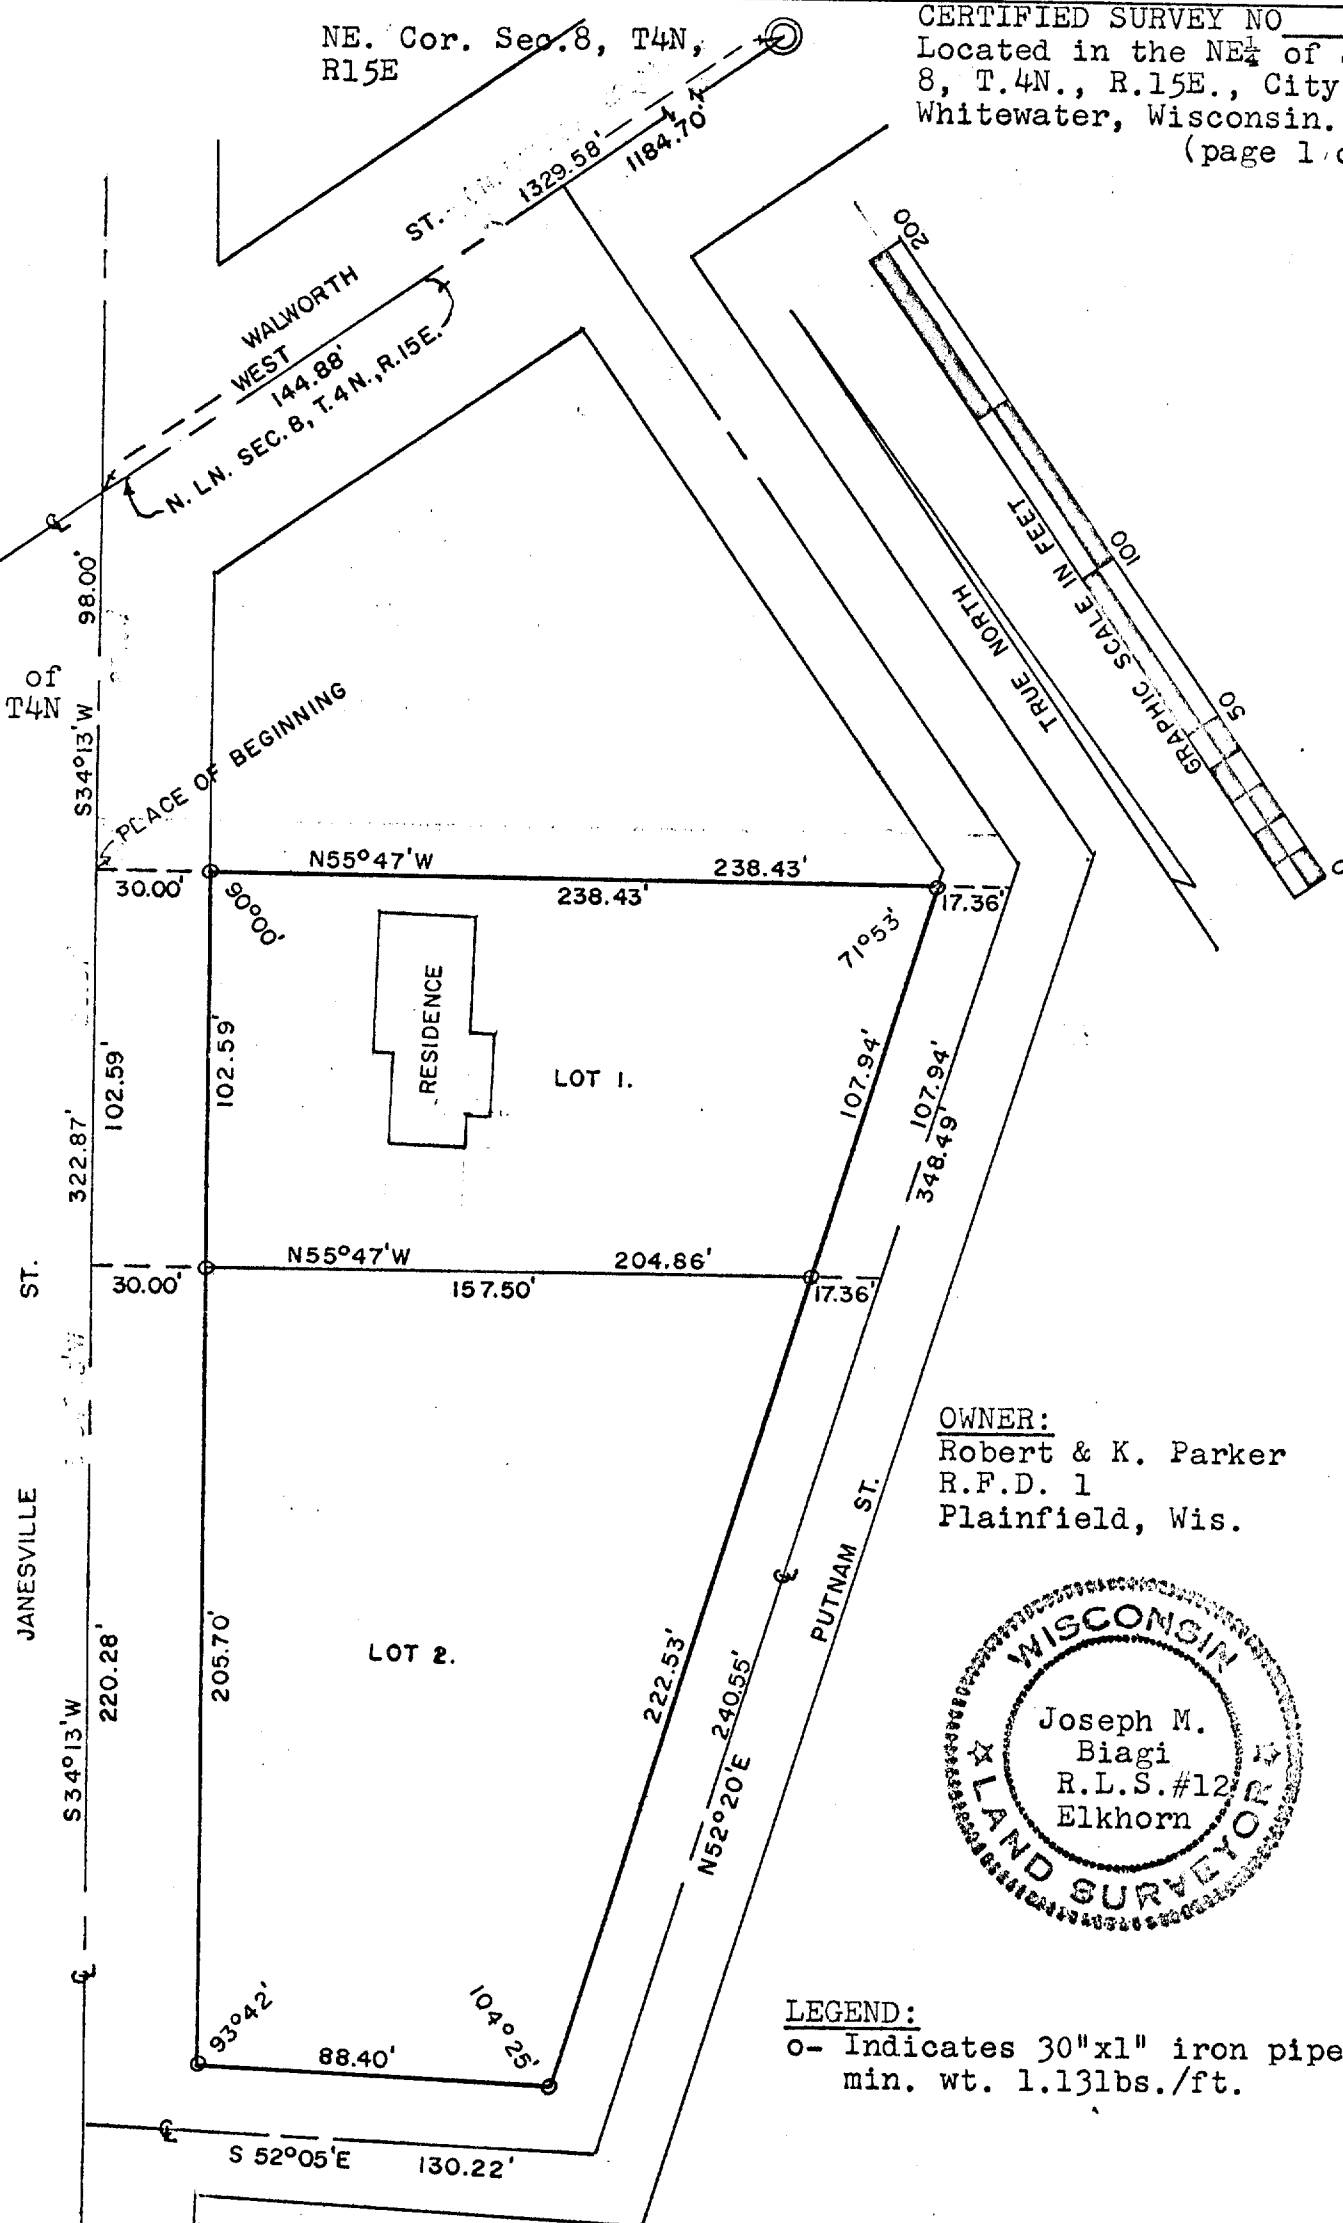 CERTIFIED SURVEY NO
Located in the NE¼ of
8, T.4N., R.15E., City
Whitewater, Wisconsin.
(page 1
NE. Cor. Sec.8, T4N,
R15E
1329.58'
1184.70'
WEST WALWORTH ST.
144.88'
N. LN. SEC. 8, T. 4 N., R. 15 E.
200
100
50
0
GRAPHIC SCALE IN FEET
TRUE NORTH
98.00'
of
T4N
S34°13'W
PLACE OF BEGINNING
N55°47'W 238.43'
30.00' 238.43' 17.36'
90°00'
71°53'
RESIDENCE
LOT 1.
102.59'
102.59'
322.87'
107.94'
107.94'
348.49'
N55°47'W 204.86'
30.00' 157.50' 17.36'
JANESVILLE ST.
OWNER:
Robert & K. Parker
R.F.D. 1
Plainfield, Wis.
PUTNAM ST.
LOT 2.
205.70'
220.28'
S34°13'W
222.53'
240.55'
N52°20'E
WISCONSIN
Joseph M.
Biagi
R.L.S.#12
Elkhorn
LAND SURVEYOR
93°42'
104°25'
88.40'
LEGEND:
o- Indicates 30"x1" iron pipe
min. wt. 1.13lbs./ft.
S 52°05'E 130.22'